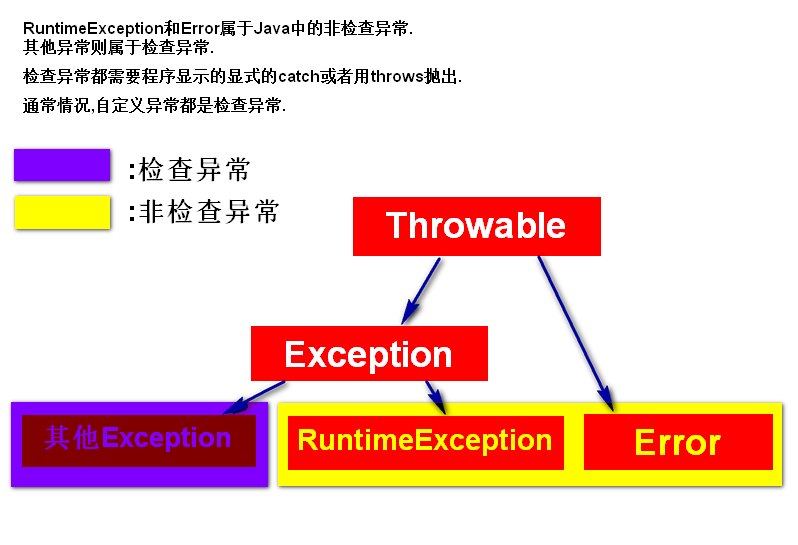 RuntimeException和Error属于Java中的非检查异常.
其他异常则属于检查异常.
检查异常都需要程序显示的显式的catch或者用throws抛出.
通常情况,自定义异常都是检查异常.
:检查异常
:非检查异常
Throwable
Exception
其他Exception
RuntimeException
Error